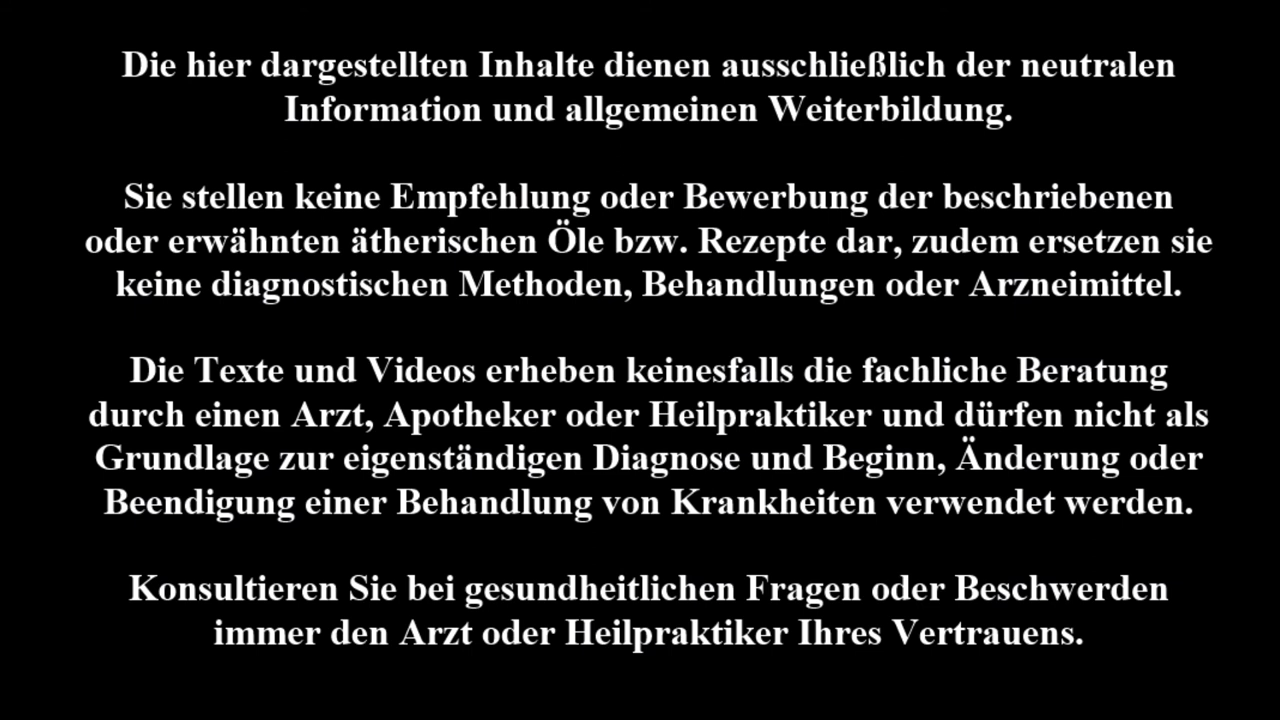 Die hier dargestellten Inhalte dienen ausschließlich der neutralen
Information und allgemeinen Weiterbildung.
Sie stellen keine Empfehlung oder Bewerbung der beschriebenen
oder erwähnten ätherischen Öle bzw. Rezepte dar, zudem ersetzen sie
keine diagnostischen Methoden, Behandlungen oder Arzneimittel.
Die Texte und Videos erheben keinesfalls die fachliche Beratung
durch einen Arzt, Apotheker oder Heilpraktiker und dürfen nicht als
Grundlage zur eigenständigen Diagnose und Beginn, Änderung oder
Beendigung einer Behandlung von Krankheiten verwendet werden.
Konsultieren Sie bei gesundheitlichen Fragen oder Beschwerden
immer den Arzt oder Heilpraktiker Ihres Vertrauens.